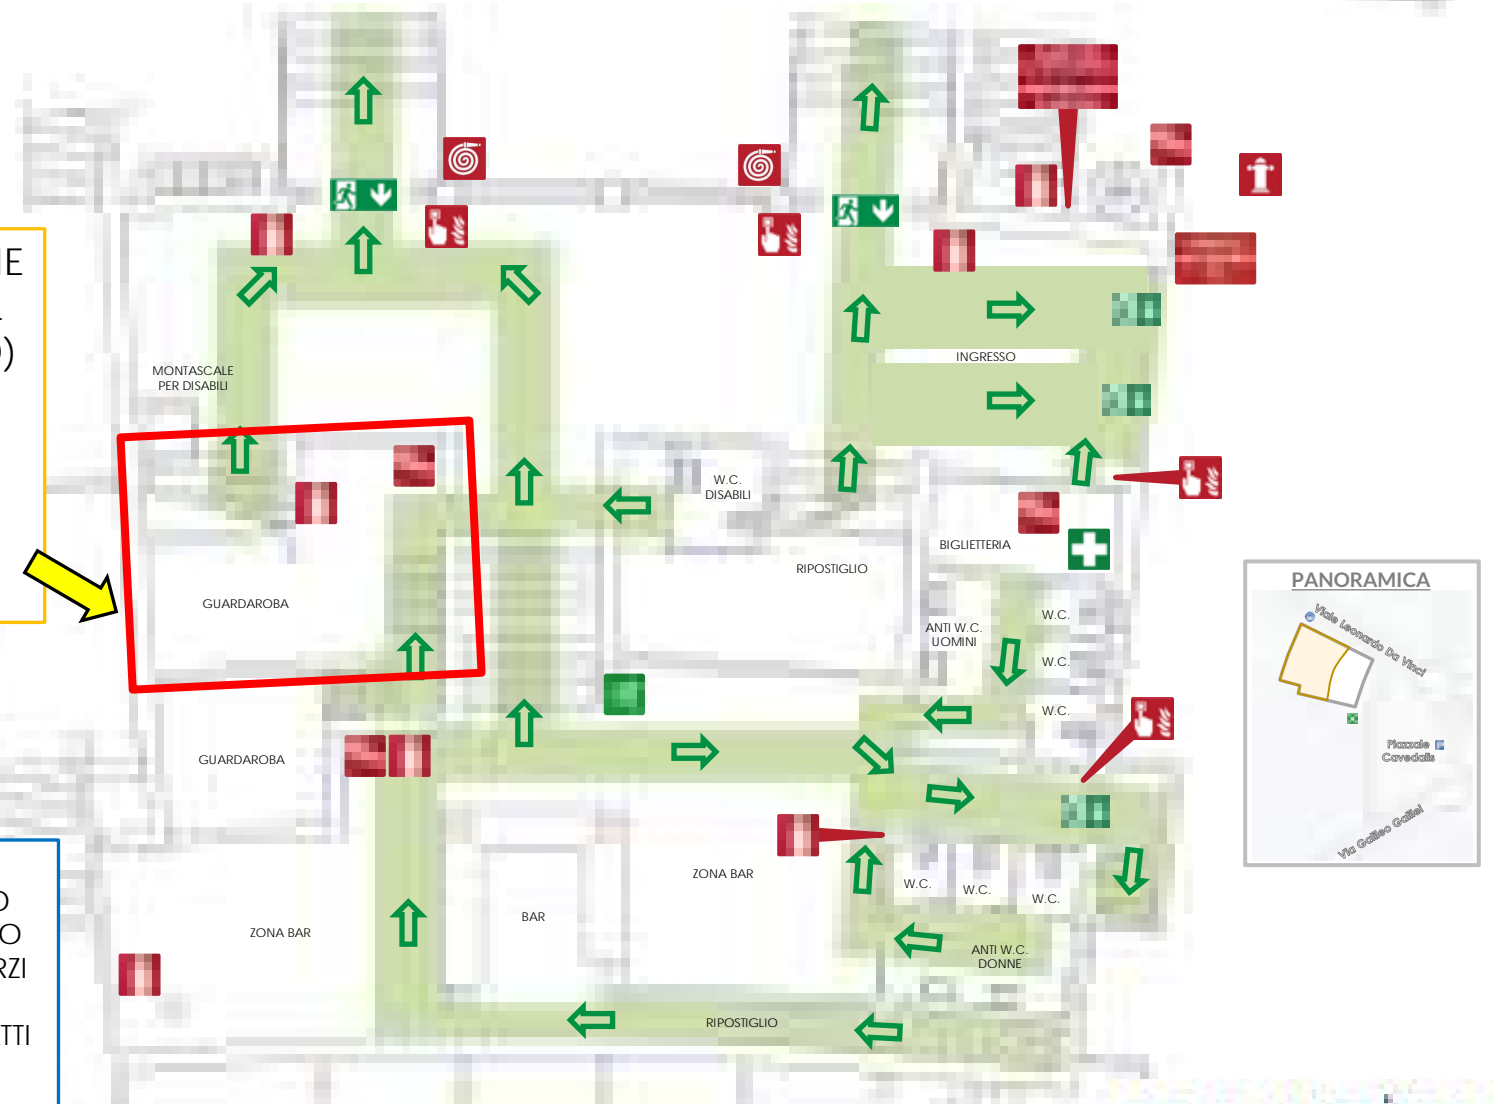 )
O
RZI
TTI
MONTASCALE
PER DISABILI
INGRESSO
W.C.
DISABILI
BIGLIETTERIA
RIPOSTIGLIO
GUARDAROBA
ANTI W.C.
UOMINI
W.C.
W.C.
W.C.
GUARDAROBA
ZONA BAR
BAR
ZONA BAR
W.C.
W.C.
W.C.
ANTI W.C.
DONNE
RIPOSTIGLIO
PANORAMICA
Viale Leonardo Da Vinci
Piazzale
Cavedalis
Via Galileo Galilei